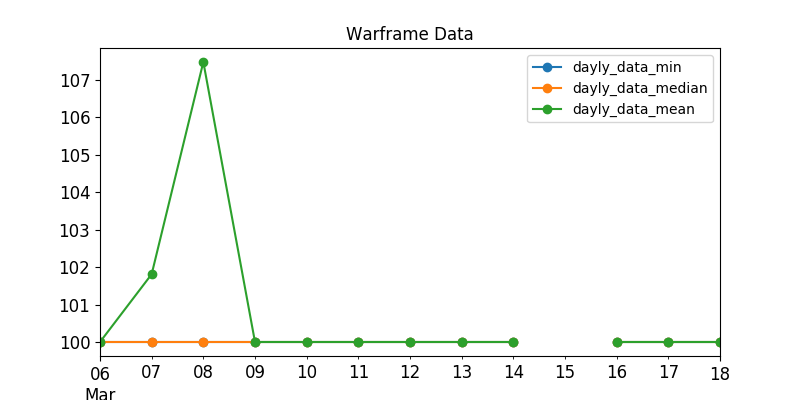 Warframe Data
dayly_data_min
dayly_data_median
dayly_data_mean
107
106
105
104
103
102
101
100
06 07 08 09 10 11 12 13 14 15 16 17 18
Mar